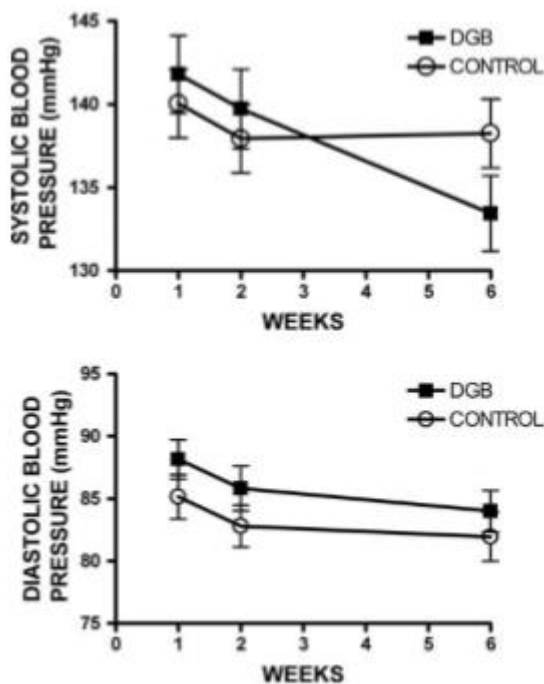 SYSTOLIC BLOOD
PRESSURE (mmHg)
145
140
135
130
DGB
CONTROL
0 1 2 3 4 5 6
WEEKS
DIASTOLIC BLOOD
PRESSURE (mmHg)
95
90
85
80
75
DGB
CONTROL
0 1 2 3 4 5 6
WEEKS